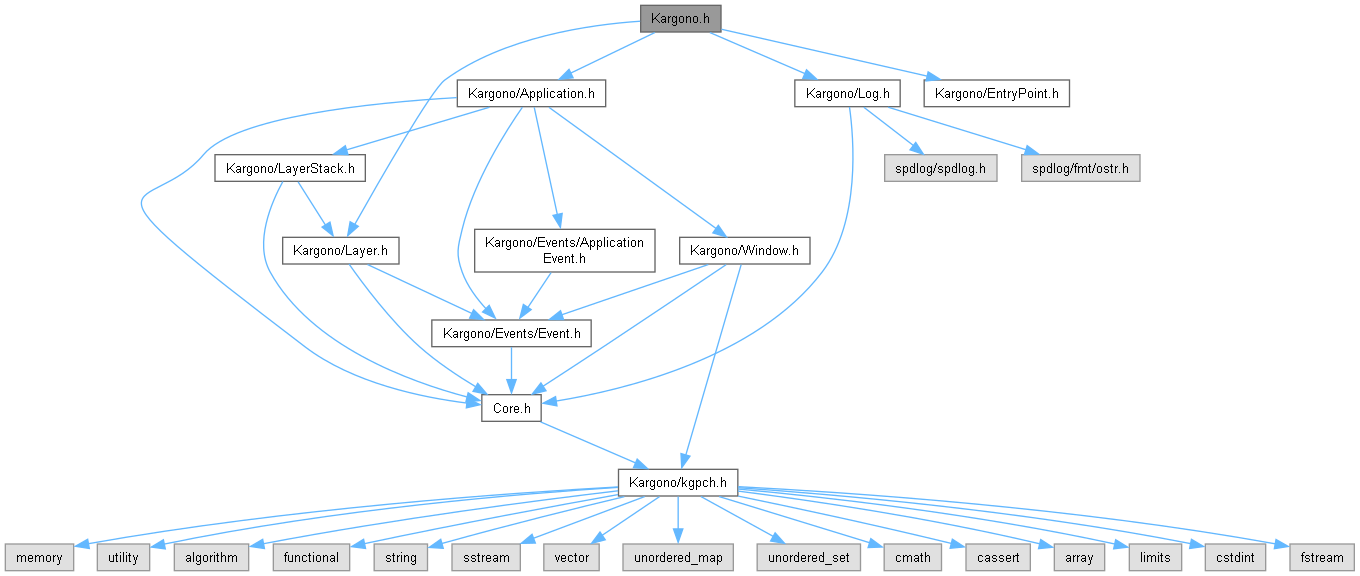 Kargono.h
Kargono/Application.h
Kargono/Log.h
Kargono/EntryPoint.h
Kargono/LayerStack.h
spdlog/spdlog.h
spdlog/fmt/ostr.h
Kargono/Layer.h
Kargono/Events/Application
Event.h
Kargono/Window.h
Kargono/Events/Event.h
Core.h
Kargono/kgpch.h
memory
utility
algorithm
functional
string
sstream
vector
unordered_map
unordered_set
cmath
cassert
array
limits
cstdint
fstream